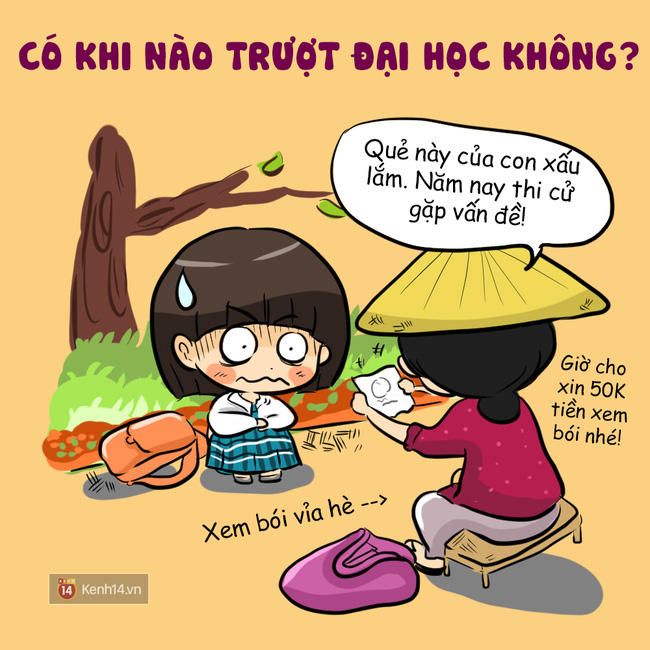 CÓ KHI NÀO TRƯỢT ĐẠI HỌC KHÔNG?
Quẻ này của con xấu
lắm. Năm nay thi cử
gặp vấn đề!
Giờ cho
xin 50K
tiền xem
bói nhé!
Xem bói vỉa hè -->
14 Kenh14.vn